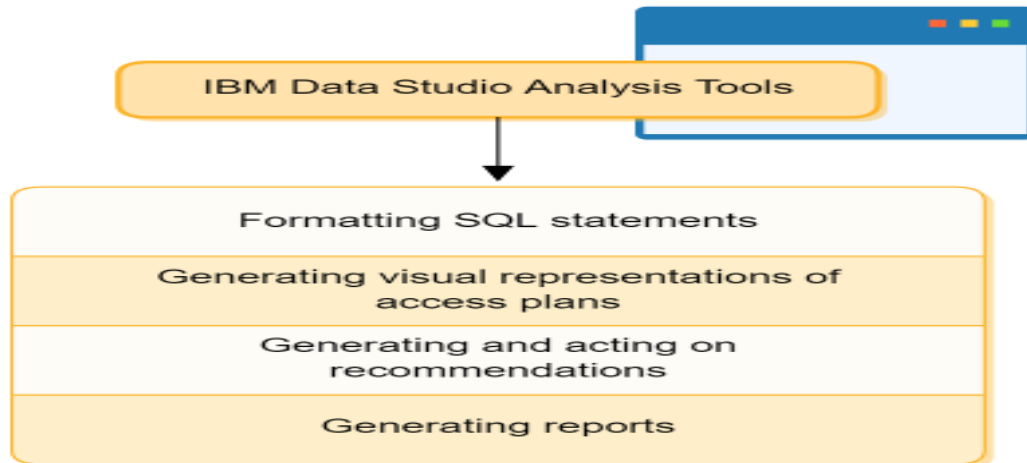 IBM Data Studio Analysis Tools
Formatting SQL statements
Generating visual representations of
access plans
Generating and acting on
recommendations
Generating reports